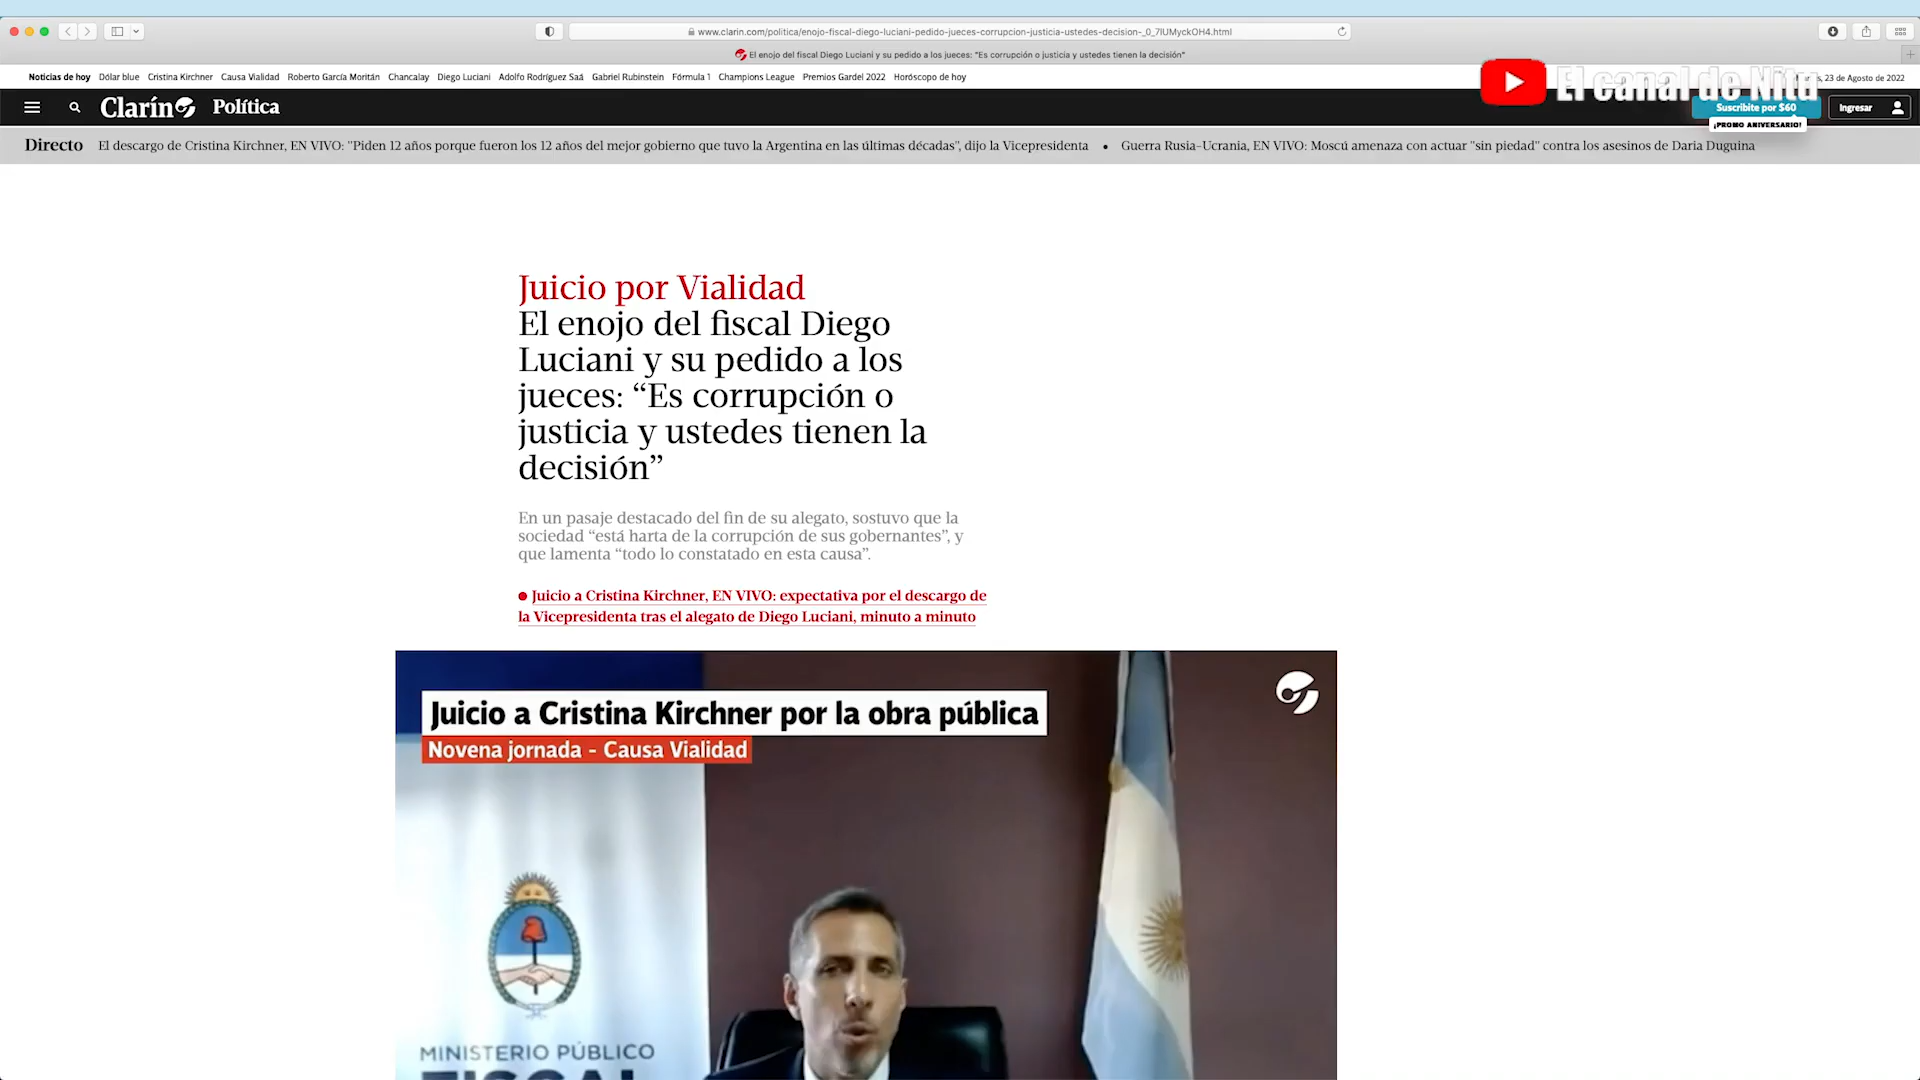 www.clarin.com/politica/enojo-fiscal-diego-luciani-pedido-jueces-corrupcion-justicia-ustedes-decision-_0_7IUMyckOH4.html
El enojo del fiscal Diego Luciani y su pedido a los jueces: "Es corrupción o justicia y ustedes tienen la decisión"
Noticias de hoy Dólar blue Cristina Kirchner Causa Vialidad Roberto García Moritán Chancalay Diego Luciani Adolfo Rodríguez Saá Gabriel Rubinstein Fórmula 1 Champions League Premios Gardel 2022 Horóscopo de hoy
23 de Agosto de 2022
El canal de Nitu
Clarín Política
Suscribite por $60
Ingresar
¡PROMO ANIVERSARIO!
Directo El descargo de Cristina Kirchner, EN VIVO: "Piden 12 años porque fueron los 12 años del mejor gobierno que tuvo la Argentina en las últimas décadas", dijo la Vicepresidenta • Guerra Rusia-Ucrania, EN VIVO: Moscú amenaza con actuar "sin piedad" contra los asesinos de Daria Duguina
Juicio por Vialidad
El enojo del fiscal Diego
Luciani y su pedido a los
jueces: “Es corrupción o
justicia y ustedes tienen la
decisión”
En un pasaje destacado del fin de su alegato, sostuvo que la
sociedad “está harta de la corrupción de sus gobernantes”, y
que lamenta “todo lo constatado en esta causa”.
Juicio a Cristina Kirchner, EN VIVO: expectativa por el descargo de
la Vicepresidenta tras el alegato de Diego Luciani, minuto a minuto
Juicio a Cristina Kirchner por la obra pública
Novena jornada - Causa Vialidad
MINISTERIO PÚBLICO
FISCAL